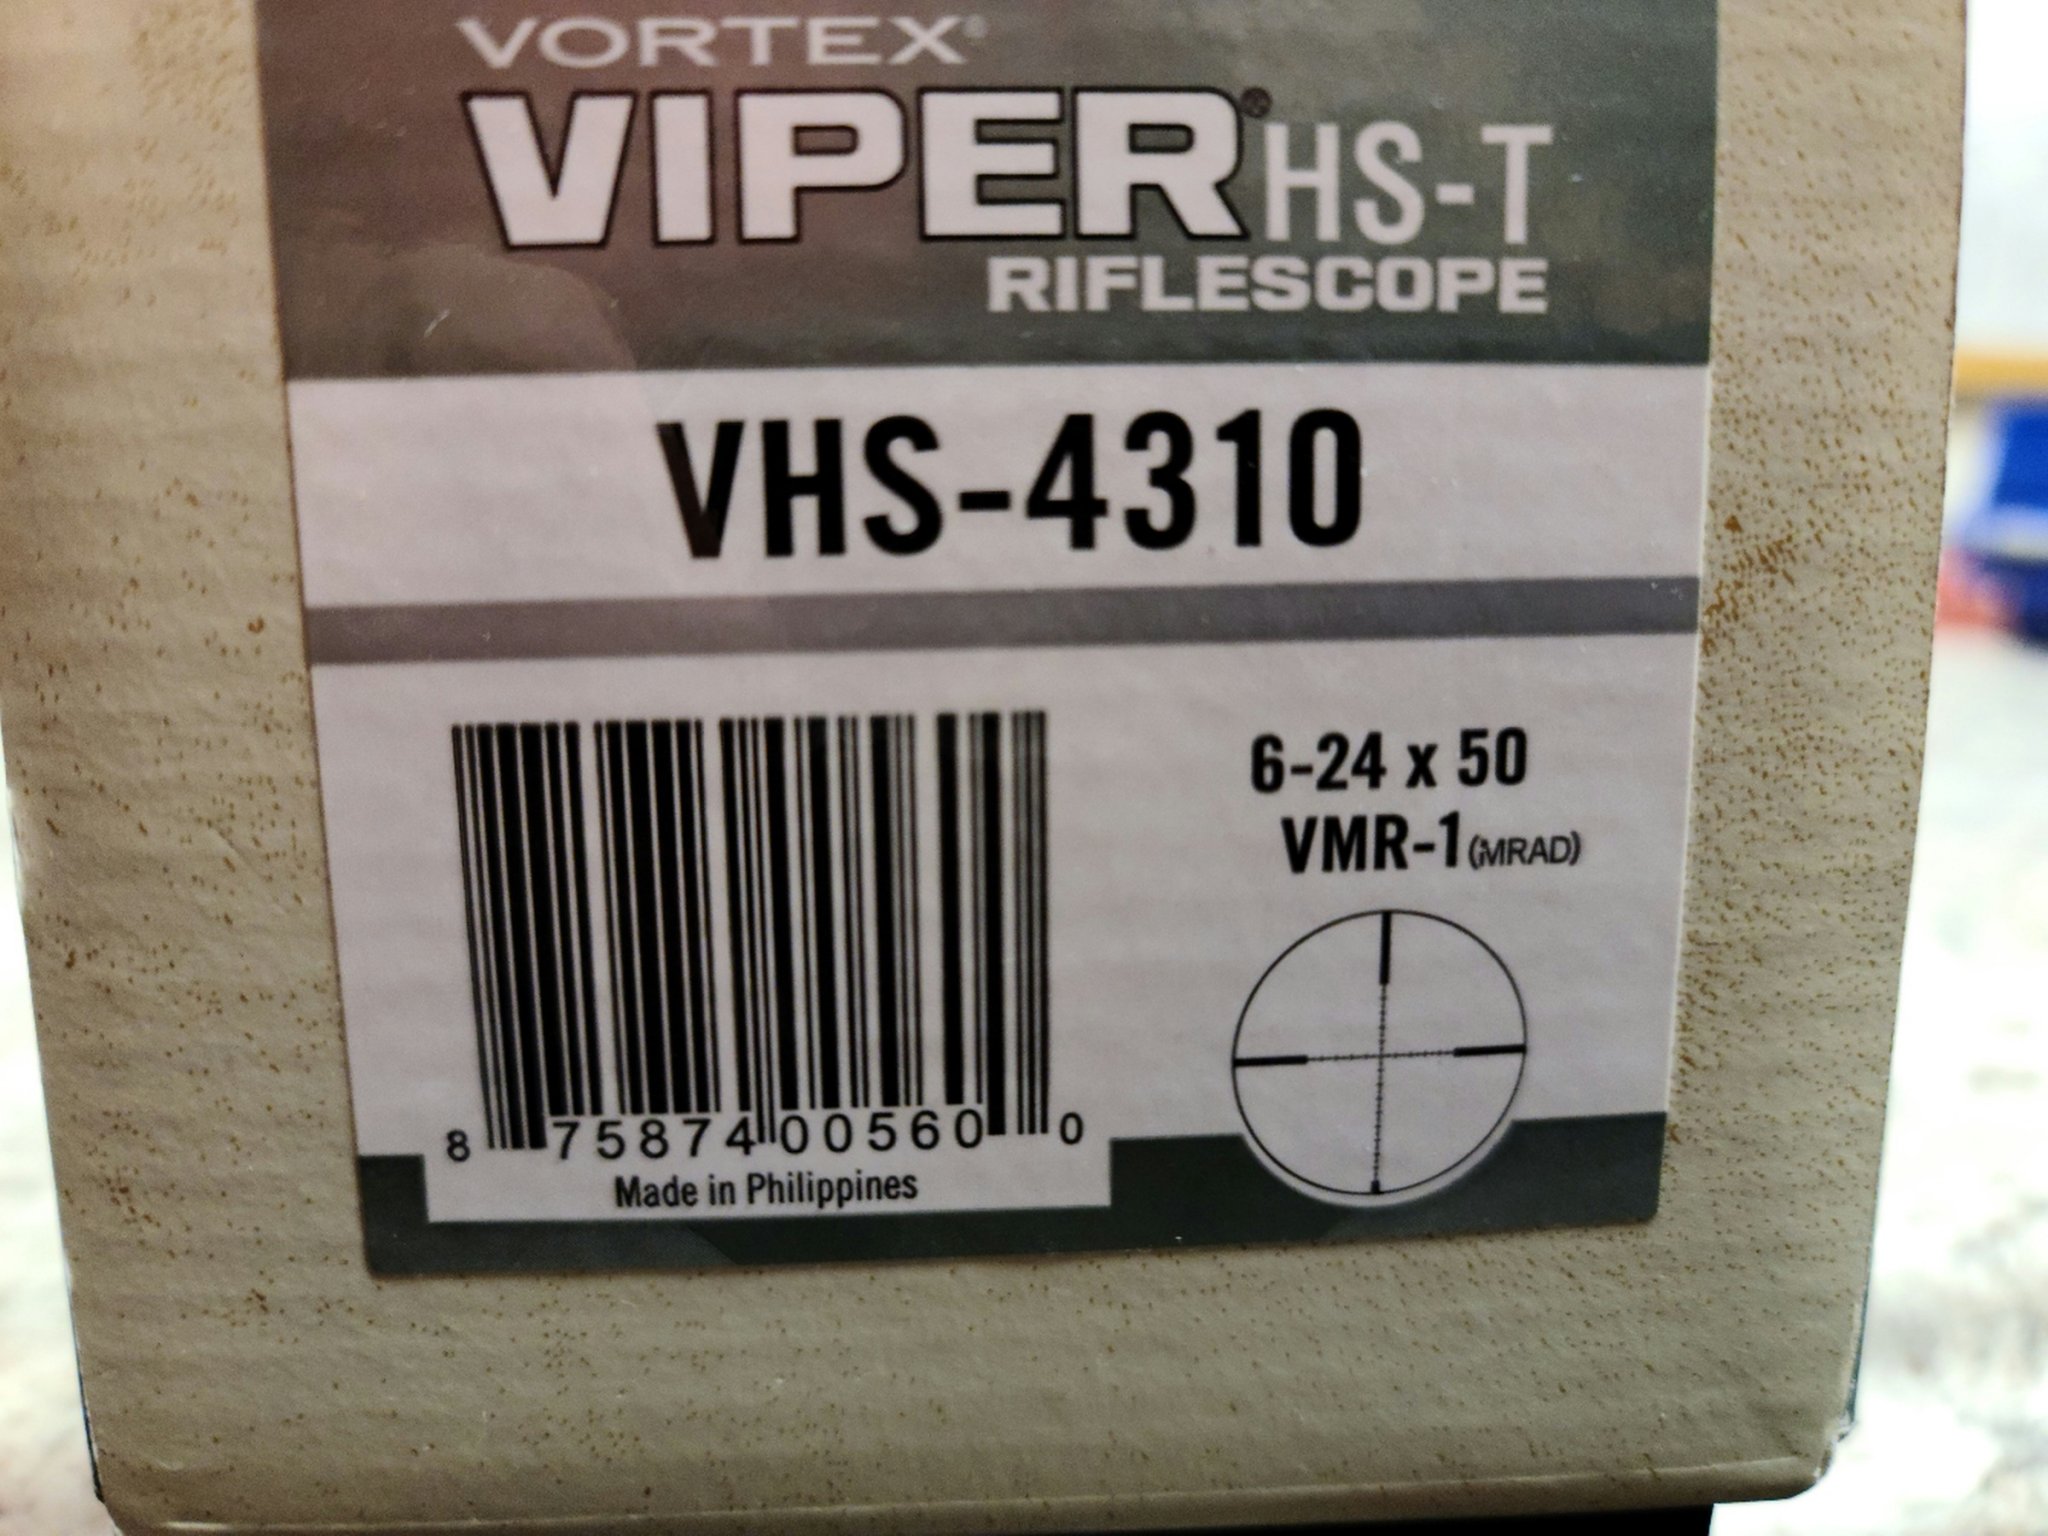 VORTEX®
VIPER® HS-T
RIFLESCOPE
VHS-4310
6-24 x 50
VMR-1 (MRAD)
8 75874 00560 0
Made in Philippines